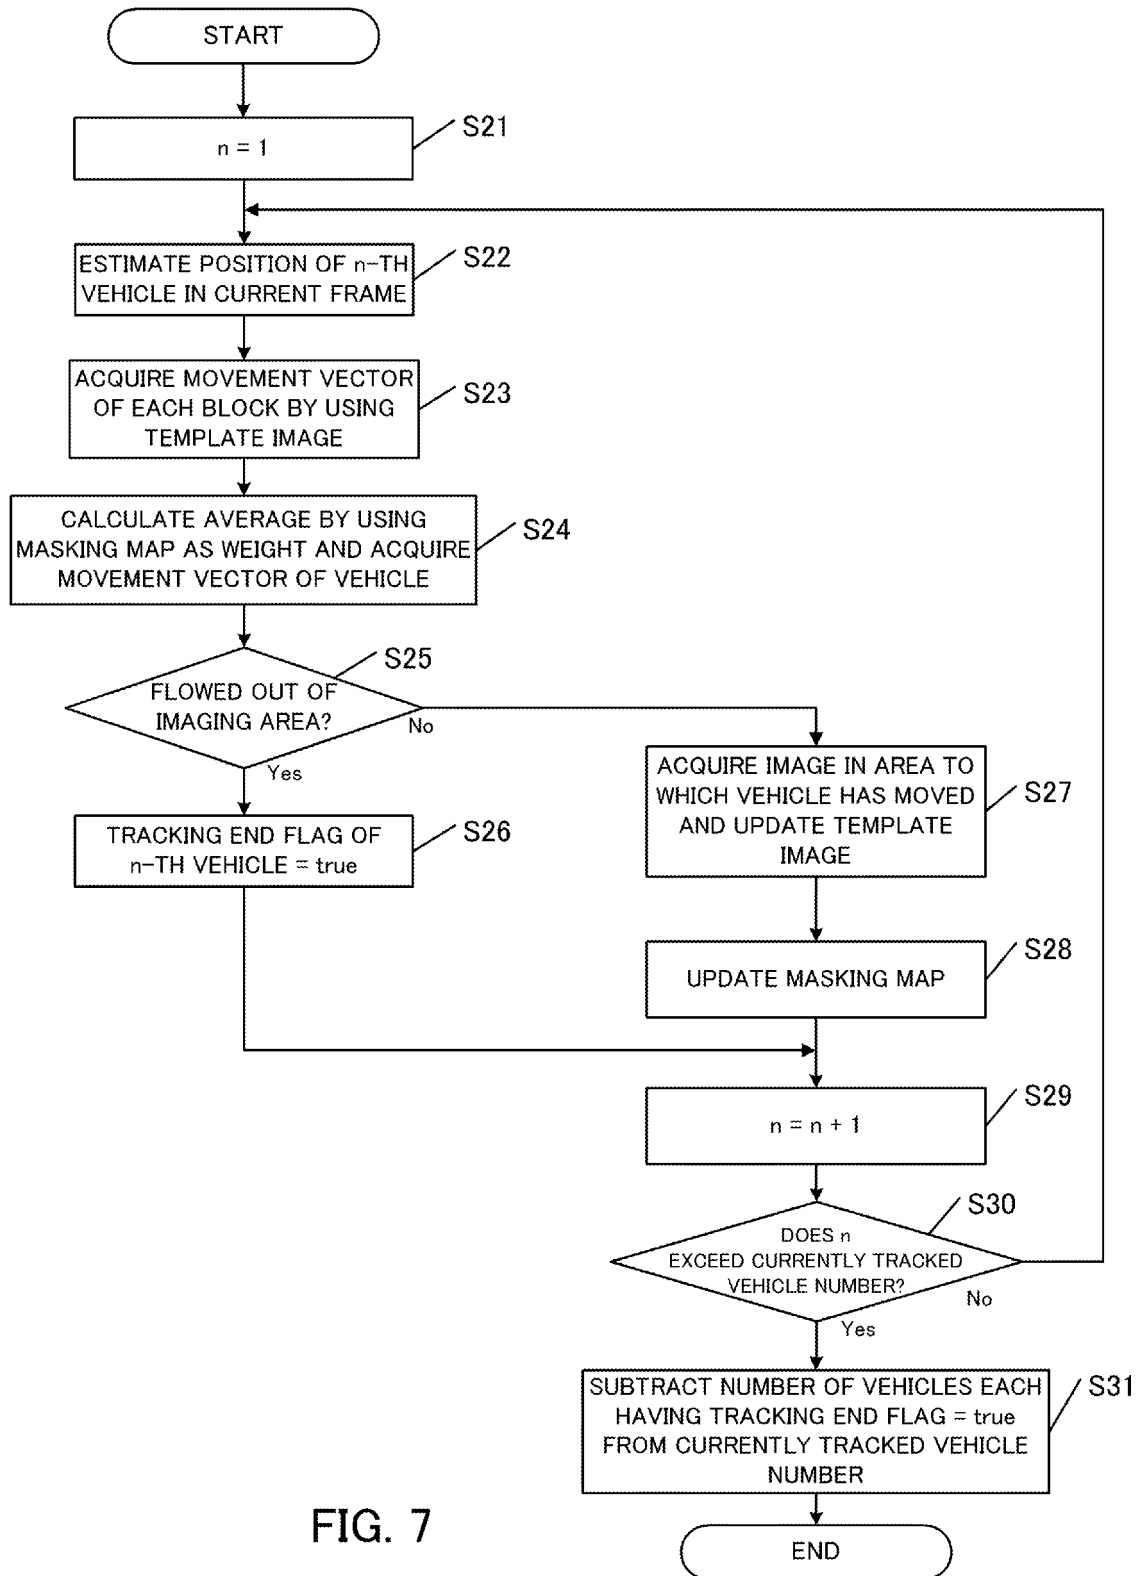 START
S21
n = 1
S22
ESTIMATE POSITION OF n-TH
VEHICLE IN CURRENT FRAME
S23
ACQUIRE MOVEMENT VECTOR
OF EACH BLOCK BY USING
TEMPLATE IMAGE
S24
CALCULATE AVERAGE BY USING
MASKING MAP AS WEIGHT AND ACQUIRE
MOVEMENT VECTOR OF VEHICLE
S25
FLOWED OUT OF
IMAGING AREA?
No
Yes
S26
TRACKING END FLAG OF
n-TH VEHICLE = true
S27
ACQUIRE IMAGE IN AREA TO
WHICH VEHICLE HAS MOVED
AND UPDATE TEMPLATE
IMAGE
S28
UPDATE MASKING MAP
S29
n = n + 1
S30
DOES n
EXCEED CURRENTLY TRACKED
VEHICLE NUMBER?
No
Yes
S31
SUBTRACT NUMBER OF VEHICLES EACH
HAVING TRACKING END FLAG = true
FROM CURRENTLY TRACKED VEHICLE
NUMBER
END
FIG. 7